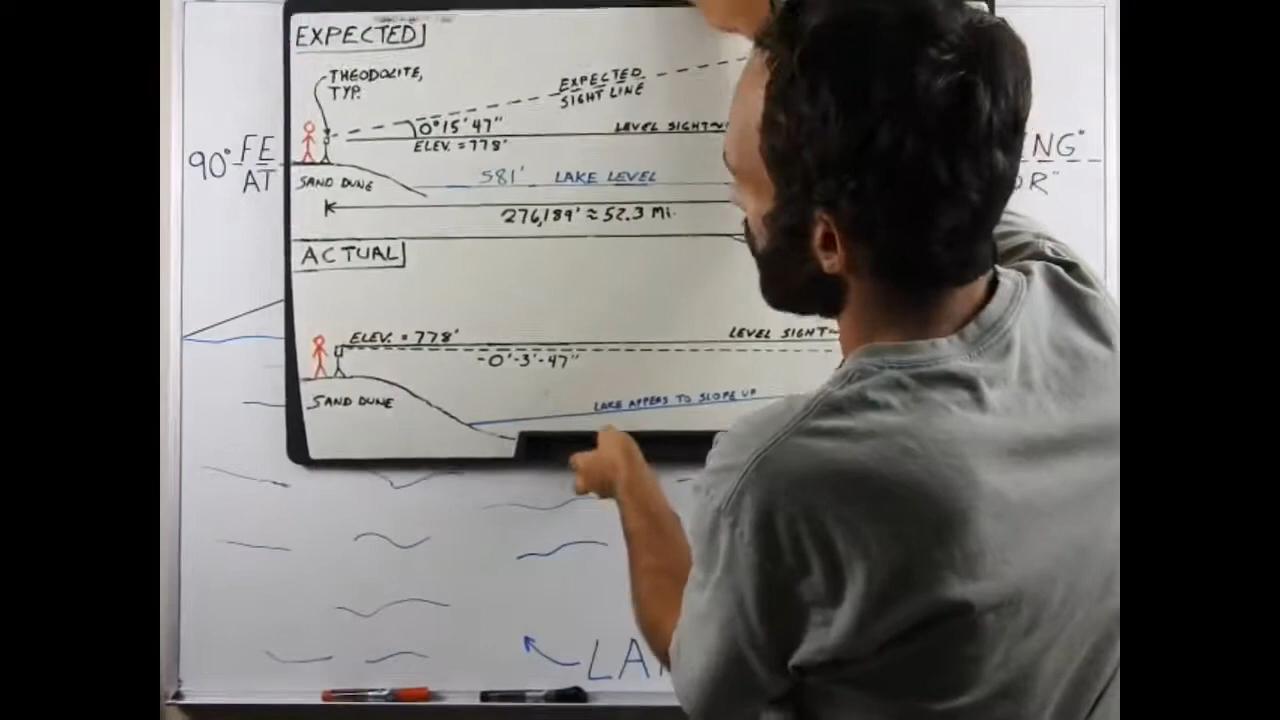 EXPECTED
THEODOLITE,
TYP.
EXPECTED
SIGHT LINE
0°15'47"
LEVEL SIGHT
ELEV. = 778'
SAND DUNE
581' LAKE LEVEL
276,189' ≈ 52.3 MI.
90° FE
AT
NG"
OR"
ACTUAL
ELEV. = 778'
LEVEL SIGHT
-0'-3'-47"
SAND DUNE
LAKE APPERS TO SLOPE UP
LA